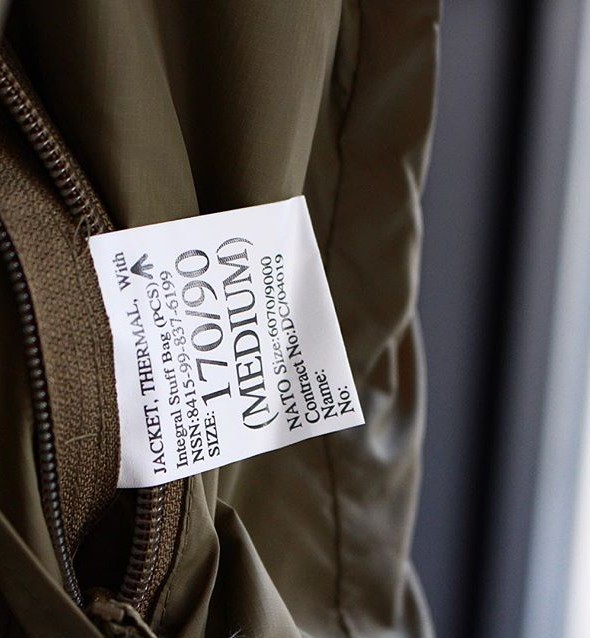 JACKET, THERMAL, With
Integral Stuff Bag (PCS)
NSN:8415-99-837-6199
SIZE: 170/90
(MEDIUM)
NATO Size:6070/9000
Contract No:DC/04019
Name:
No: